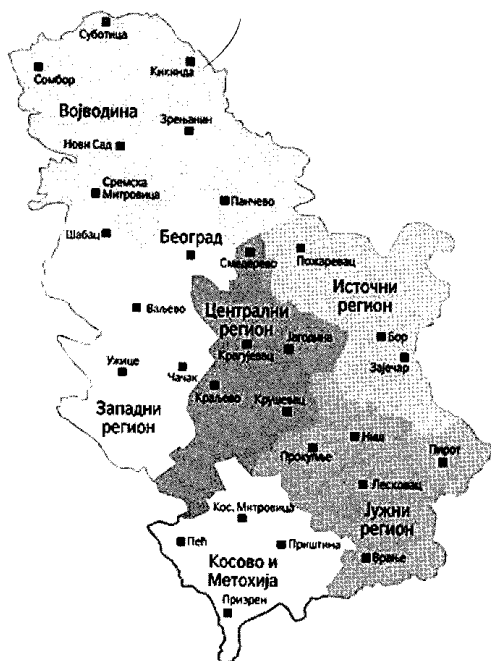 Суботица
Сомбор
Кикинда
Војводина
Зрењанин
Нови Сад
Сремска
Митровица
Панчево
Шабац
Београд
Смедерево
Пожаревац
Источни
регион
Ваљево
Централни
регион
Јагодина
Бор
Крагујевац
Зајечар
Ужице
Чачак
Краљево
Крушевац
Западни
регион
Ниш
Прокупље
Пирот
Лесковац
Кос. Митровица
Јужни
регион
Пећ
Приштина
Врање
Косово и
Метохија
Призрен